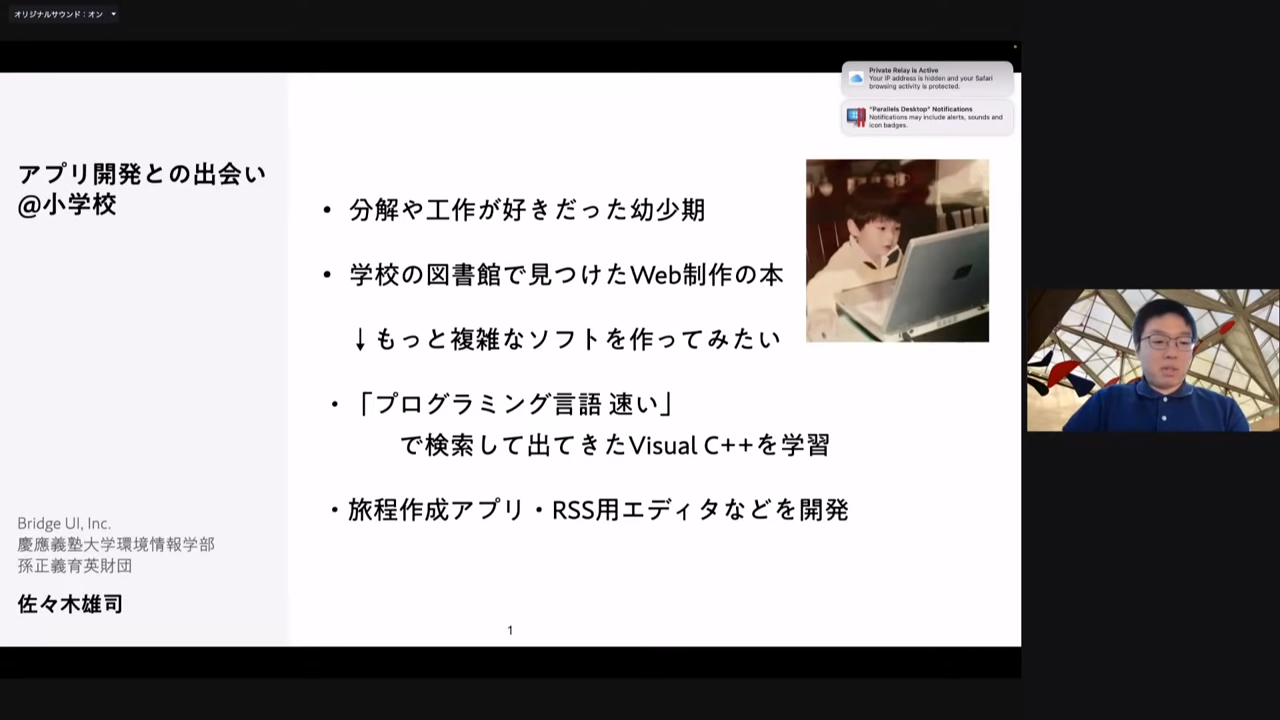 オリジナルサウンド:オン
Private Relay is Active
Your IP address is hidden and your Safari
browsing activity is protected.
"Parallels Desktop" Notifications
Notifications may include alerts, sounds and
icon badges.
アプリ開発との出会い
@小学校
• 分解や工作が好きだった幼少期
• 学校の図書館で見つけたWeb制作の本
↓もっと複雑なソフトを作ってみたい
・「プログラミング言語 速い」
で検索して出てきたVisual C++を学習
・旅程作成アプリ・RSS用エディタなどを開発
Bridge UI, Inc.
慶應義塾大学環境情報学部
孫正義育英財団
佐々木雄司
1